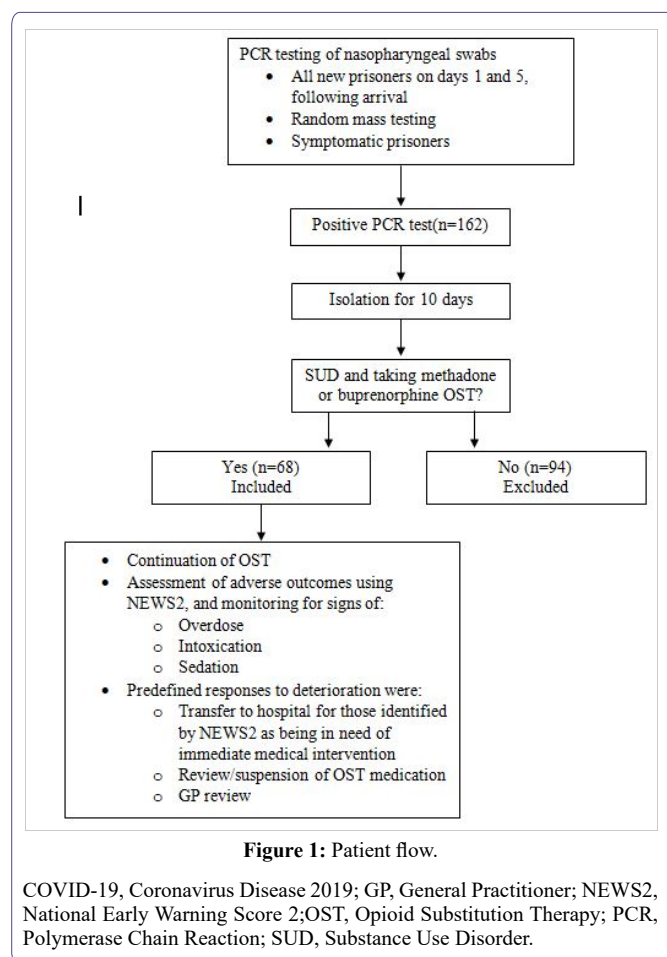 PCR testing of nasopharyngeal swabs
• All new prisoners on days 1 and 5,
following arrival
• Random mass testing
• Symptomatic prisoners
Positive PCR test(n=162)
Isolation for 10 days
SUD and taking methadone
or buprenorphine OST?
Yes (n=68)
Included
No (n=94)
Excluded
• Continuation of OST
• Assessment of adverse outcomes using
NEWS2, and monitoring for signs of:
o Overdose
o Intoxication
o Sedation
• Predefined responses to deterioration were:
o Transfer to hospital for those identified
by NEWS2 as being in need of
immediate medical intervention
o Review/suspension of OST medication
o GP review
Figure 1: Patient flow.
COVID-19, Coronavirus Disease 2019; GP, General Practitioner; NEWS2,
National Early Warning Score 2;OST, Opioid Substitution Therapy; PCR,
Polymerase Chain Reaction; SUD, Substance Use Disorder.